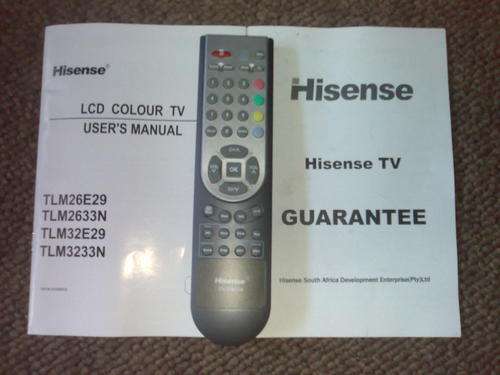 Hisense
LCD COLOUR TV
USER'S MANUAL
TLM26E29
TLM2633N
TLM32E29
TLM3233N
OK
Hisense
Hisense
Hisense TV
GUARANTEE
Hisense South Africa Development Enterprise(Pty)Ltd